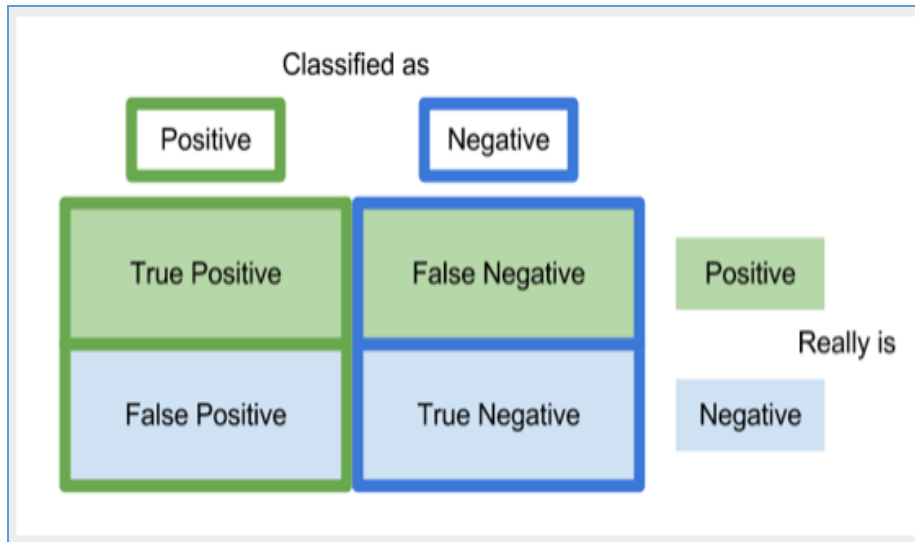 Classified as
Positive Negative
True Positive False Negative Positive
Really is
False Positive True Negative Negative